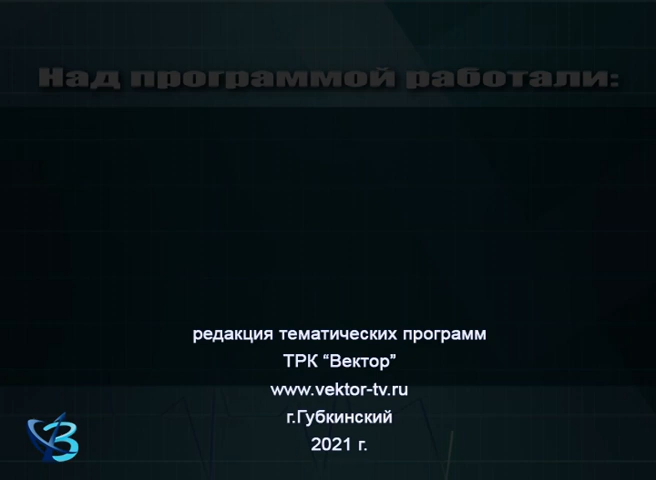 Над программой работали:
редакция тематических программ
ТРК “Вектор”
www.vektor-tv.ru
г.Губкинский
2021 г.